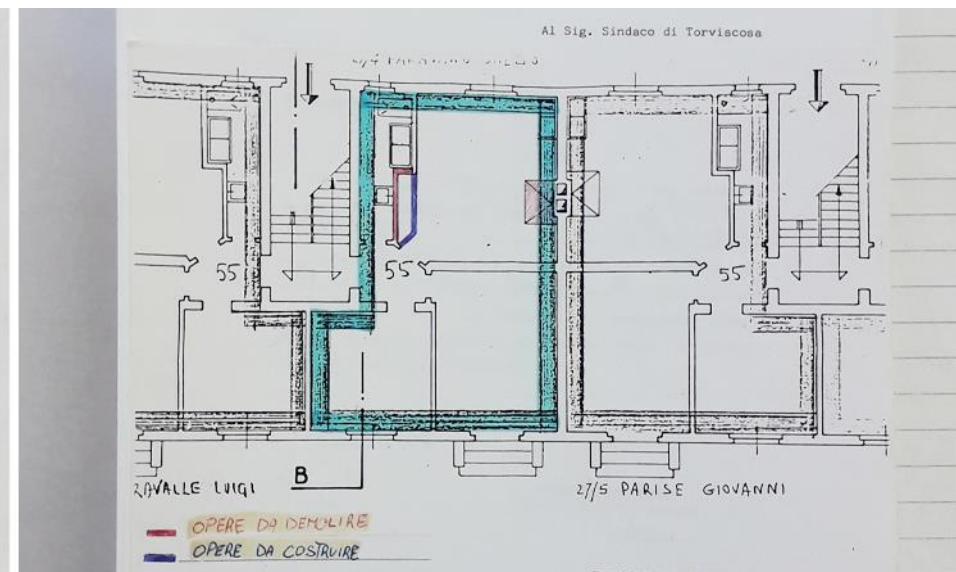 Al Sig. Sindaco di Torviscosa
55
55
55
LUIGI
B
27/5 PARISE GIOVANNI
OPERE DA DEMOLIRE
OPERE DA COSTRUIRE